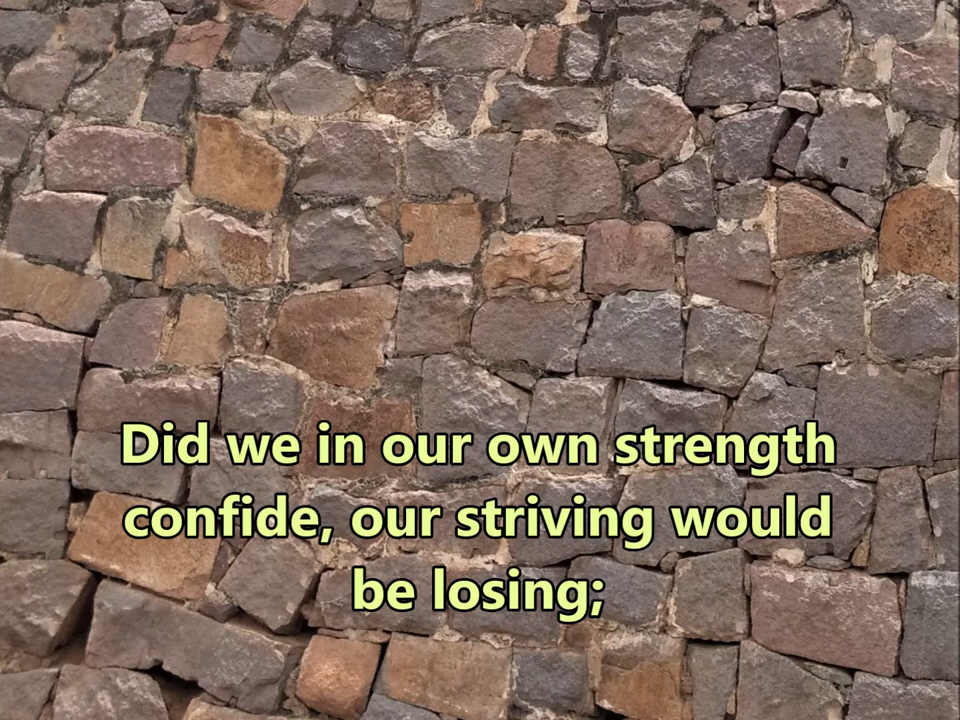 Did we in our own strength
confide, our striving would
be losing;